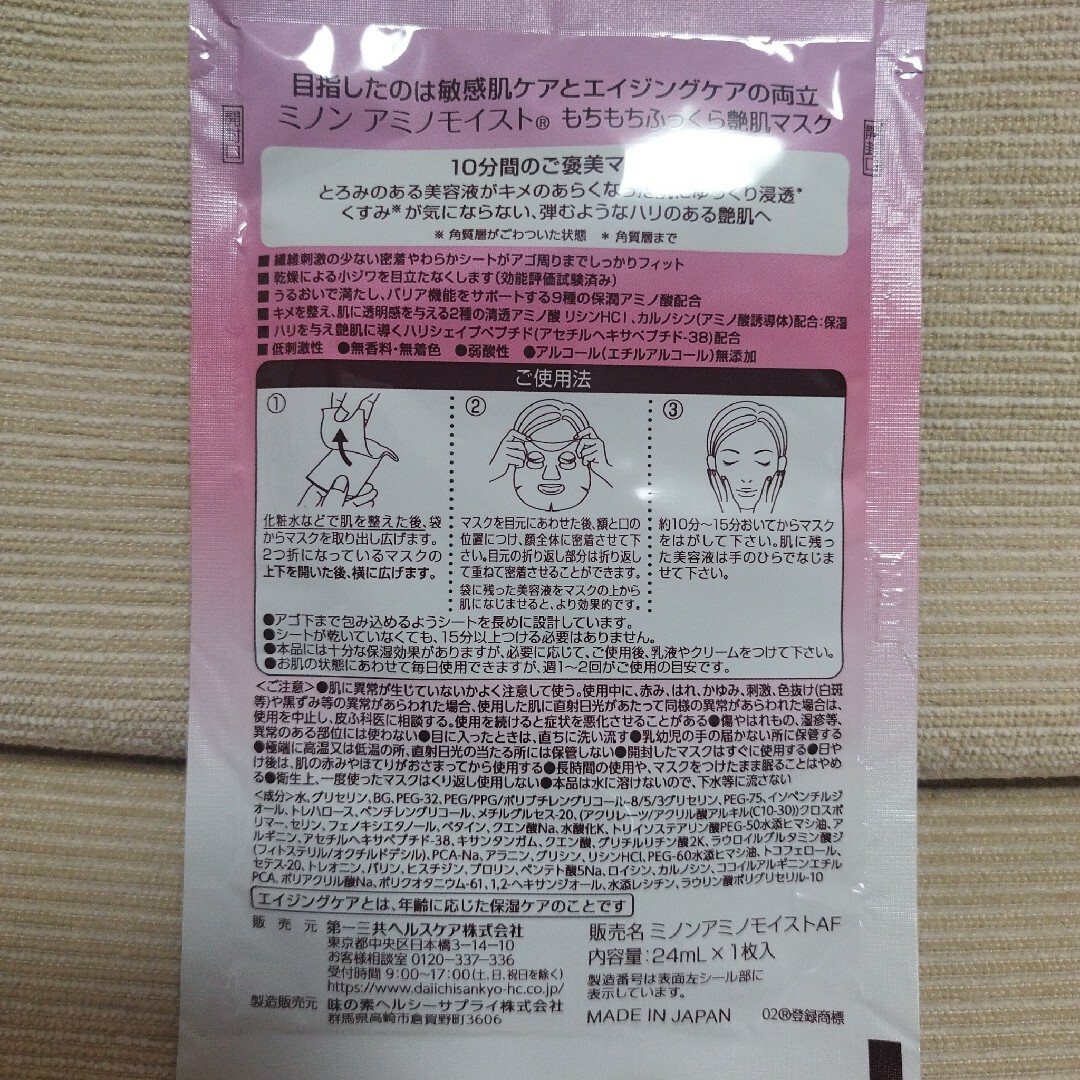 目指したのは敏感肌ケアとエイジングケアの両立
ミノン アミノモイスト® もちもちふっくら艶肌マスク
開封口
開封口
10分間のご褒美マ
とろみのある美容液がキメのあらくなった肌にゆっくり浸透*
くすみ※が気にならない、弾むようなハリのある艶肌へ
※ 角質層がごわついた状態 * 角質層まで
■ 繊維刺激の少ない密着やわらかシートがアゴ周りまでしっかりフィット
■ 乾燥による小ジワを目立たなくします(効能評価試験済み)
■ うるおいで満たし、バリア機能をサポートする9種の保潤アミノ酸配合
■ キメを整え、肌に透明感を与える2種の清透アミノ酸 リシンHCl、カルノシン(アミノ酸誘導体)配合:保湿
■ ハリを与え艶肌に導くハリシェイプペプチド(アセチルヘキサペプチド-38)配合
■ 低刺激性 ●無香料・無着色 ●弱酸性 ●アルコール(エチルアルコール)無添加
ご使用法
①
化粧水などで肌を整えた後、袋
からマスクを取り出し広げます。
2つ折になっているマスクの
上下を開いた後、横に広げます。
②
マスクを目元にあわせた後、額と口の
位置につけ、顔全体に密着させて下
さい。目元の折り返し部分は折り返し
て重ねて密着させることができます。
袋に残った美容液をマスクの上から
肌になじませると、より効果的です。
③
約10分～15分おいてからマスク
をはがして下さい。肌に残っ
た美容液は手のひらでなじま
せて下さい。
●アゴ下まで包み込めるようシートを長めに設計しています。
●シートが乾いていなくても、15分以上つける必要はありません。
●本品には十分な保湿効果がありますが、必要に応じて、ご使用後、乳液やクリームをつけて下さい。
●お肌の状態にあわせて毎日使用できますが、週1～2回がご使用の目安です。
＜ご注意＞●肌に異常が生じていないかよく注意して使う。使用中に、赤み、はれ、かゆみ、刺激、色抜け(白斑
等)や黒ずみ等の異常があらわれた場合、使用した肌に直射日光があたって同様の異常があらわれた場合は、
使用を中止し、皮ふ科医に相談する。使用を続けると症状を悪化させることがある●傷やはれもの、湿疹等、
異常のある部位には使わない●目に入ったときは、直ちに洗い流す●乳幼児の手の届かない所に保管する
●極端に高温又は低温の所、直射日光の当たる所には保管しない●開封したマスクはすぐに使用する●日や
け後は、肌の赤みやほてりがおさまってから使用する●長時間の使用や、マスクをつけたまま眠ることはやめ
る●衛生上、一度使ったマスクはくり返し使用しない●本品は水に溶けないので、下水等に流さない
＜成分＞水、グリセリン、BG、PEG-32、PEG/PPG/ポリブチレングリコール-8/5/3グリセリン、PEG-75、イソペンチルジ
オール、トレハロース、ペンチレングリコール、メチルグルセス-20、(アクリレーツ/アクリル酸アルキル(C10-30))クロスポ
リマー、セリン、フェノキシエタノール、ベタイン、クエン酸Na、水酸化K、トリイソステアリン酸PEG-50水添ヒマシ油、ア
ルギニン、アセチルヘキサペプチド-38、キサンタンガム、クエン酸、グリチルリチン酸2K、ラウロイルグルタミン酸ジ
(フィトステリル/オクチルドデシル)、PCA-Na、アラニン、グリシン、リシンHCl、PEG-60水添ヒマシ油、トコフェロール、
セテス-20、トレオニン、バリン、ヒスチジン、プロリン、ペンテト酸5Na、ロイシン、カルノシン、ココイルアルギニンエチル
PCA、ポリアクリル酸Na、ポリクオタニウム-61、1,2-ヘキサンジオール、水添レシチン、ラウリン酸ポリグリセリル-10
エイジングケアとは、年齢に応じた保湿ケアのことです
販売元 第一三共ヘルスケア株式会社
東京都中央区日本橋3-14-10
お客様相談室 0120-337-336
受付時間 9:00～17:00(土、日、祝日を除く)
https://www.daiichisankyo-hc.co.jp/
製造販売元 味の素ヘルシーサプライ株式会社
群馬県高崎市倉賀野町3606
販売名 ミノンアミノモイストAF
内容量:24mL×1枚入
製造番号は表面左シール部に
表示しています。
MADE IN JAPAN 02®登録商標